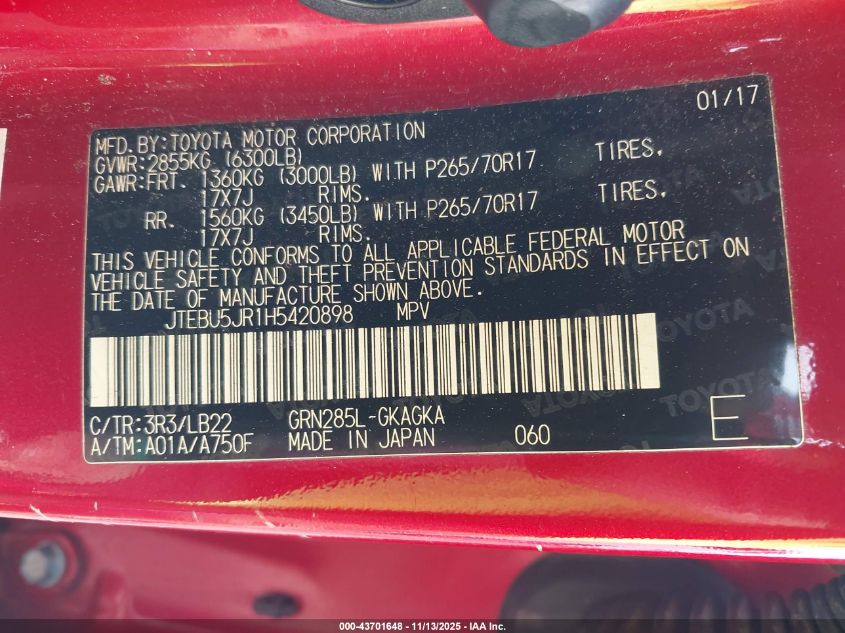 01/17
MFD.BY:TOYOTA MOTOR CORPORATION
GVWR:2855KG (6300LB)
GAWR:FRT. 1360KG (3000LB) WITH P265/70R17 TIRES,
17X7J RIMS.
RR. 1560KG (3450LB) WITH P265/70R17 TIRES,
17X7J RIMS.
THIS VEHICLE CONFORMS TO ALL APPLICABLE FEDERAL MOTOR
VEHICLE SAFETY AND THEFT PREVENTION STANDARDS IN EFFECT ON
THE DATE OF MANUFACTURE SHOWN ABOVE.
JTEBU5JR1H5420898 MPV
C/TR:3R3/LB22 GRN285L-GKAGKA
A/TM:A01A/A750F MADE IN JAPAN 060 E
000-43701648 - 11/13/2025 - IAA Inc.